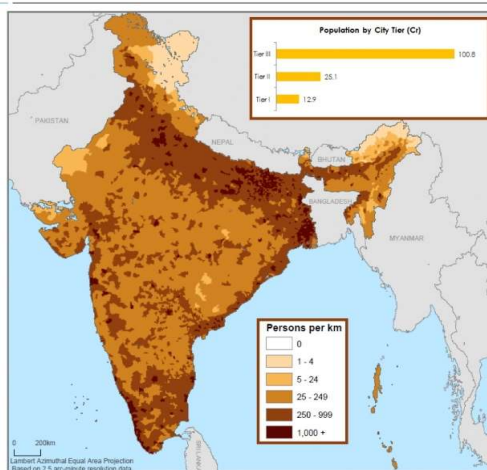 Population by City Tier (Cr)
Tier III 100.8
Tier II 25.1
Tier I 12.9
PAKISTAN
NEPAL
BHUTAN
BANGLADESH
MYANMAR
Persons per km
0
1 - 4
5 - 24
25 - 249
250 - 999
1,000 +
SRI LANKA
0 200km
Lambert Azimuthal Equal Area Projection
Based on 2.5 arc-minute resolution data